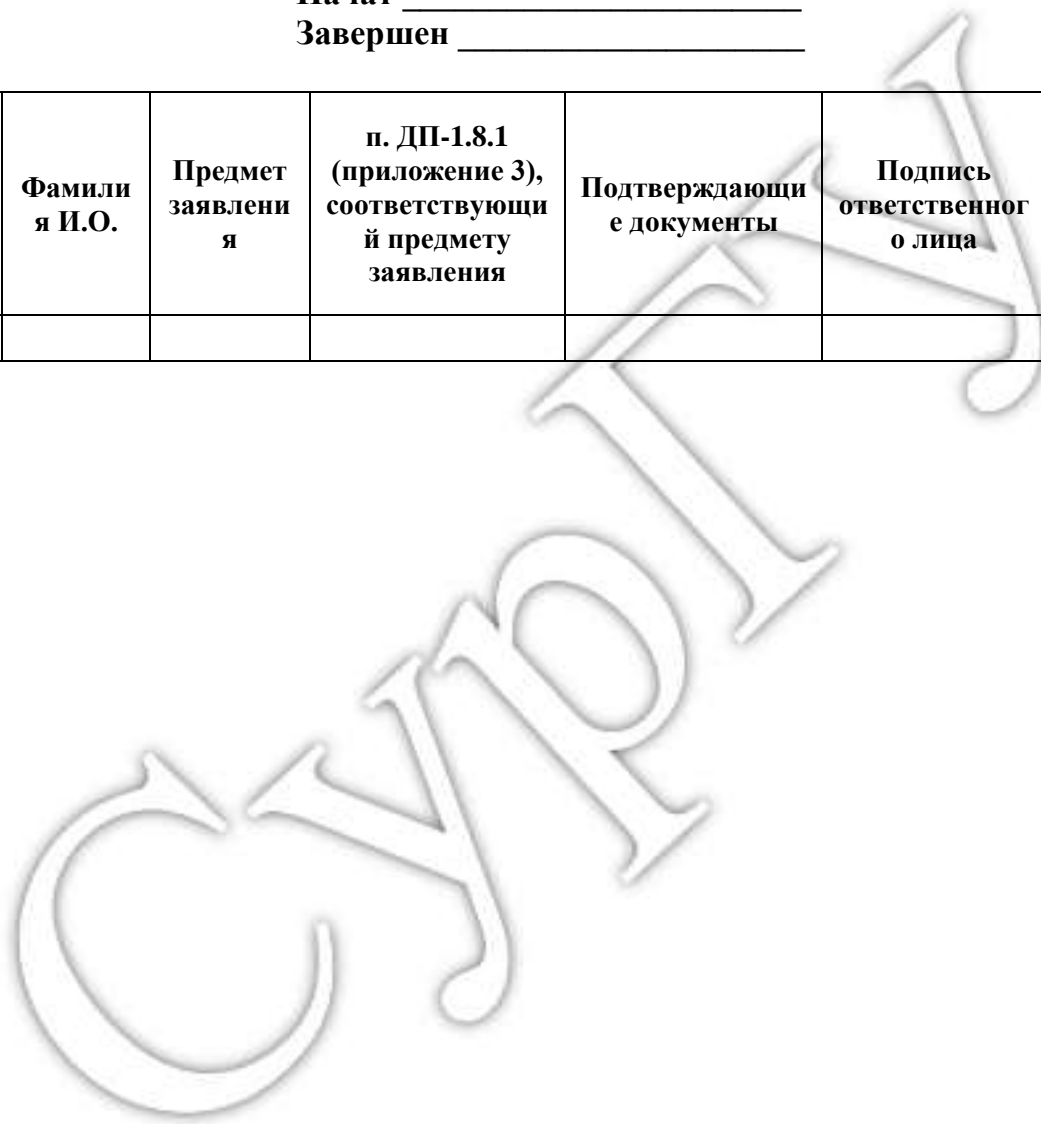 Начат ______________________
Завершен ___________________
Фамили
я И.О.
Предмет
заявлени
я
п. ДП-1.8.1
(приложение 3),
соответствующи
й предмету
заявления
Подтверждающи
е документы
Подпись
ответственног
о лица
СурГУ